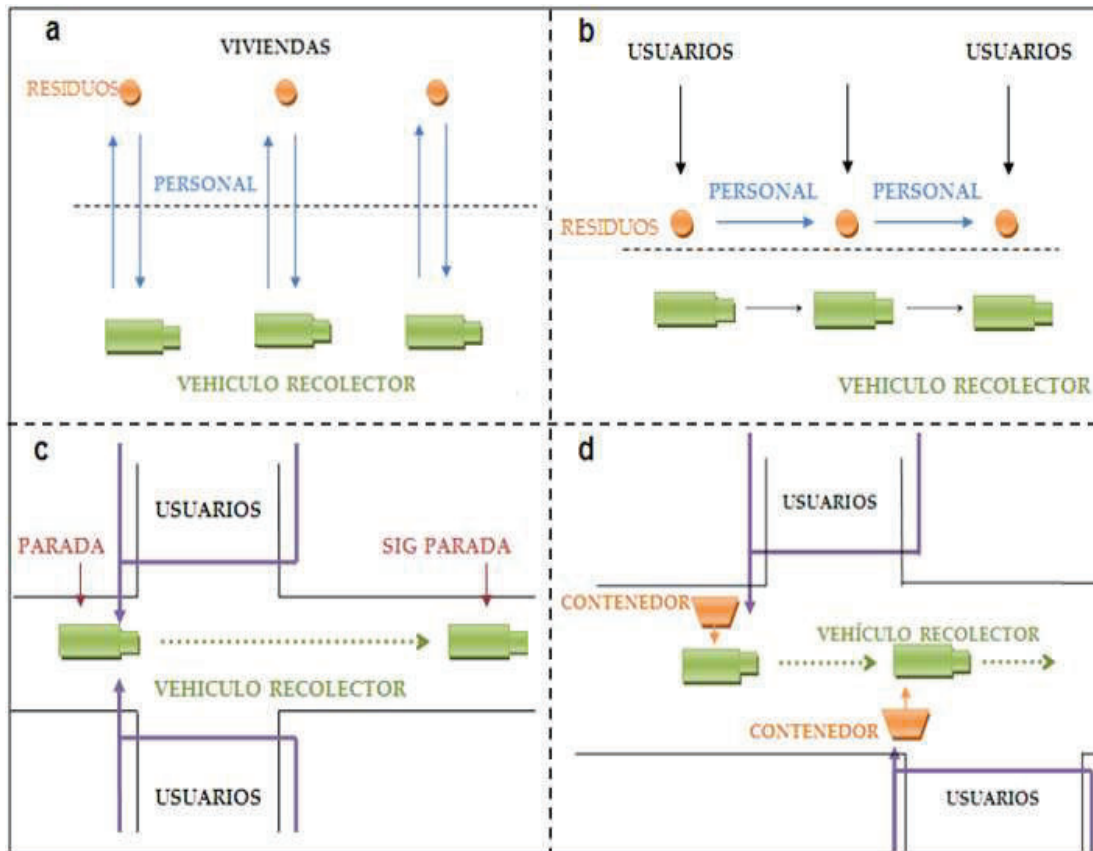 a
VIVIENDAS
RESIDUOS
PERSONAL
VEHICULO RECOLECTOR
b
USUARIOS USUARIOS
PERSONAL PERSONAL
RESIDUOS
VEHICULO RECOLECTOR
c
USUARIOS
PARADA SIG PARADA
VEHICULO RECOLECTOR
USUARIOS
d
USUARIOS
CONTENEDOR
VEHÍCULO RECOLECTOR
CONTENEDOR
USUARIOS